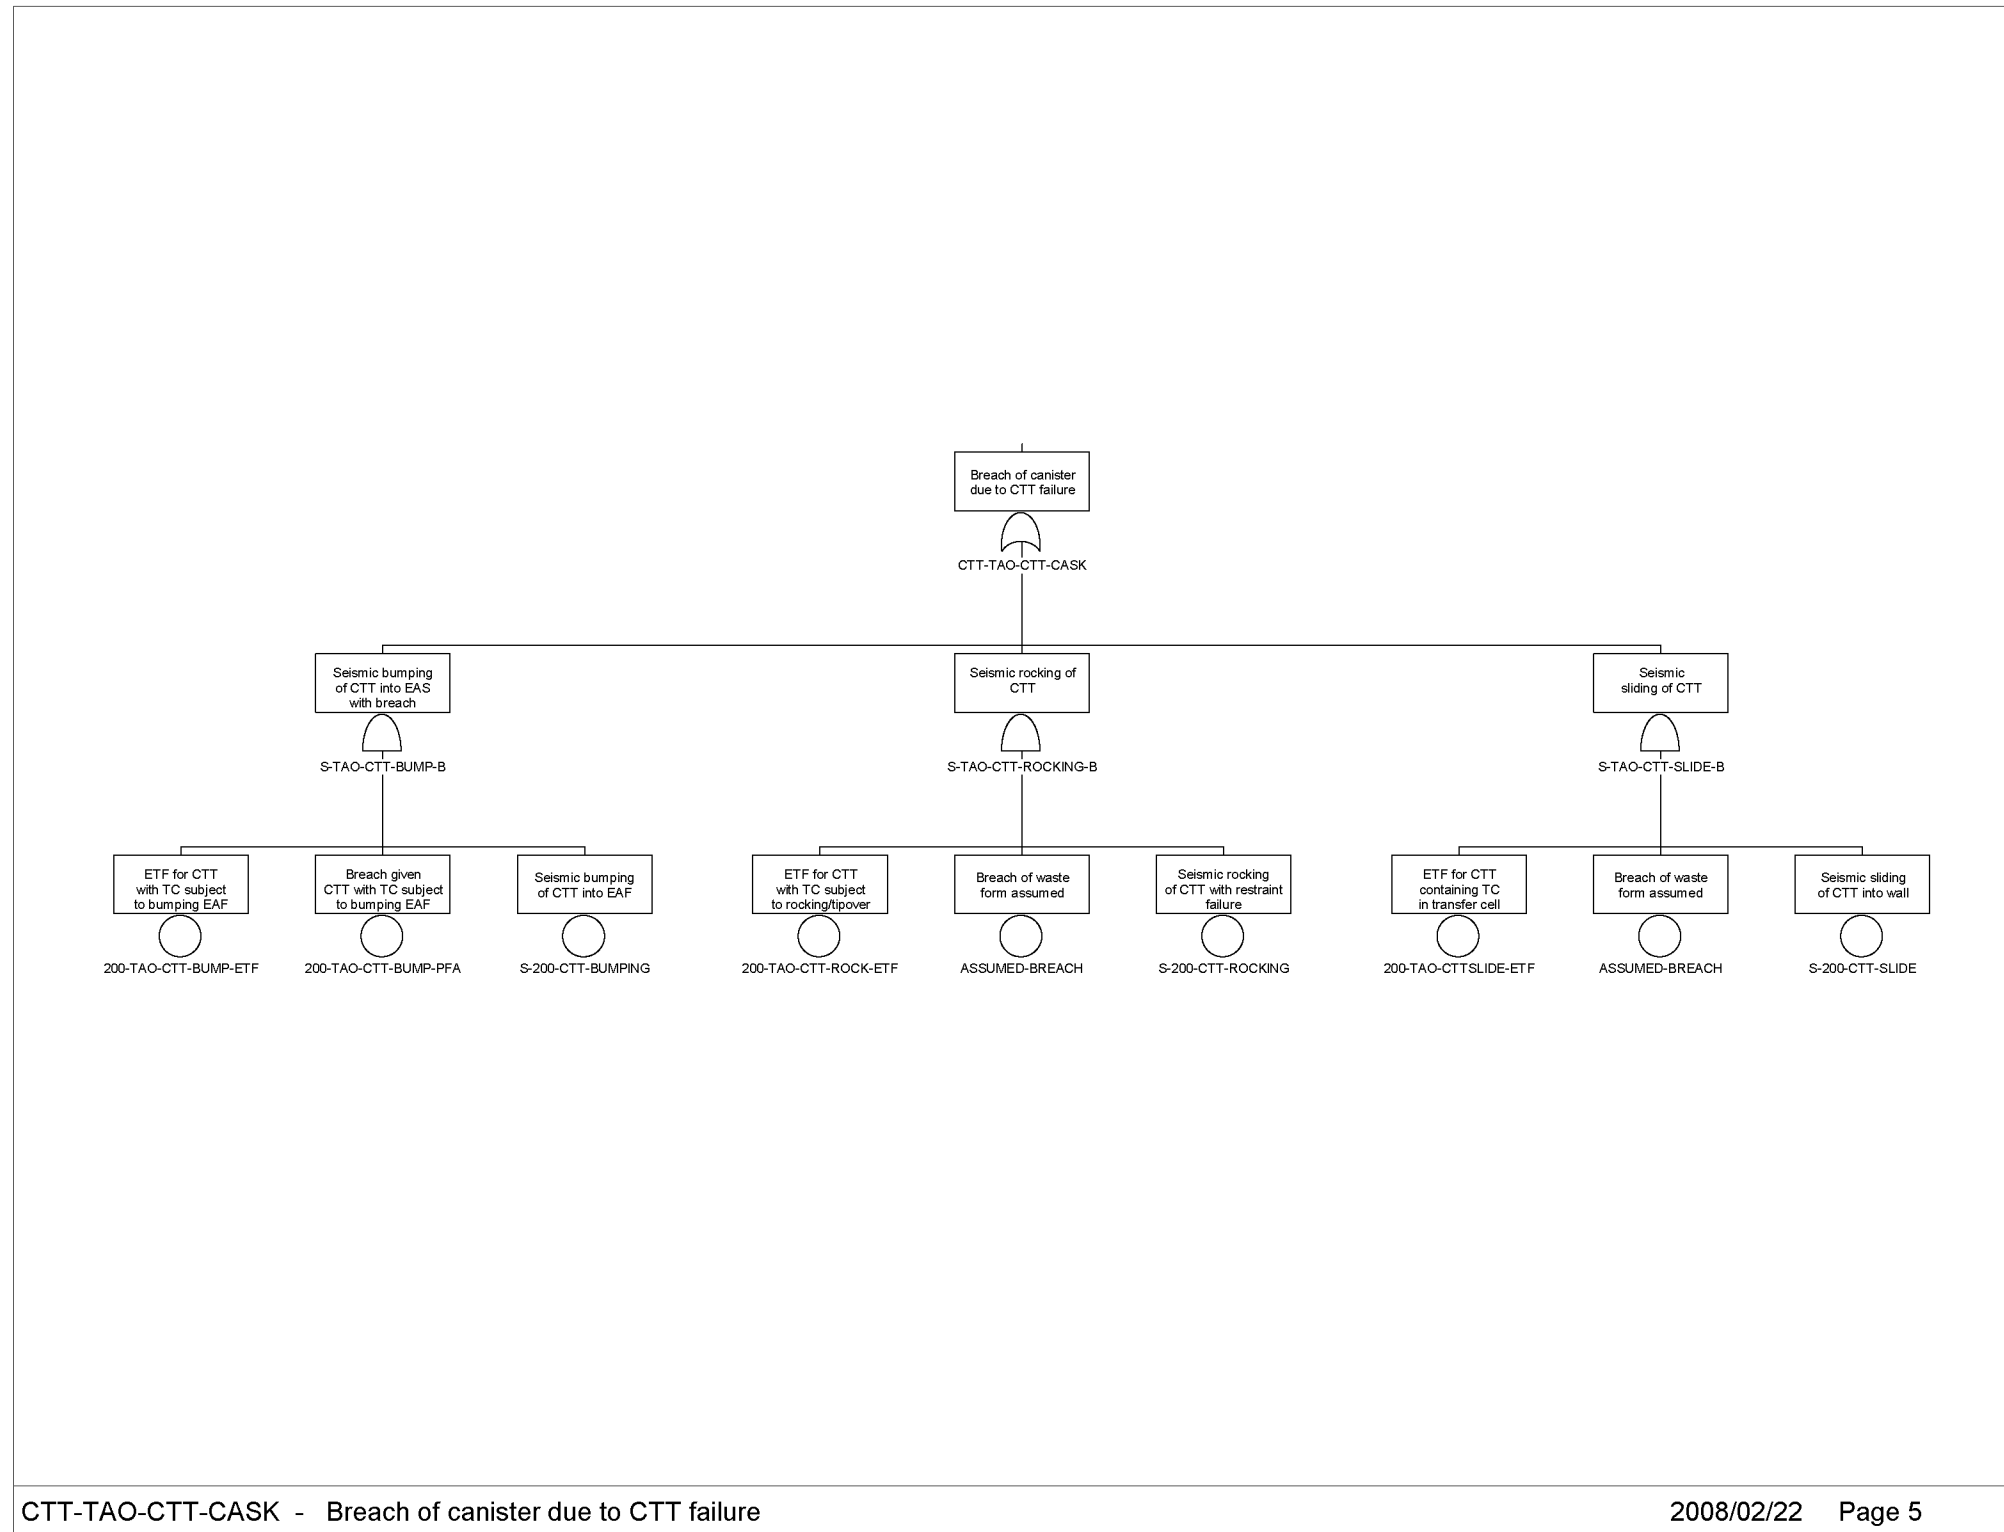 Breach of canister
due to CTT failure
CTT-TAO-CTT-CASK
Seismic bumping
of CTT into EAS
with breach
S-TAO-CTT-BUMP-B
Seismic rocking of
CTT
S-TAO-CTT-ROCKING-B
Seismic
sliding of CTT
S-TAO-CTT-SLIDE-B
ETF for CTT
with TC subject
to bumping EAF
200-TAO-CTT-BUMP-ETF
Breach given
CTT with TC subject
to bumping EAF
200-TAO-CTT-BUMP-PFA
Seismic bumping
of CTT into EAF
S-200-CTT-BUMPING
ETF for CTT
with TC subject
to rocking/tipover
200-TAO-CTT-ROCK-ETF
Breach of waste
form assumed
ASSUMED-BREACH
Seismic rocking
of CTT with restraint
failure
S-200-CTT-ROCKING
ETF for CTT
containing TC
in transfer cell
200-TAO-CTTSLIDE-ETF
Breach of waste
form assumed
ASSUMED-BREACH
Seismic sliding
of CTT into wall
S-200-CTT-SLIDE
CTT-TAO-CTT-CASK - Breach of canister due to CTT failure
2008/02/22 Page 5